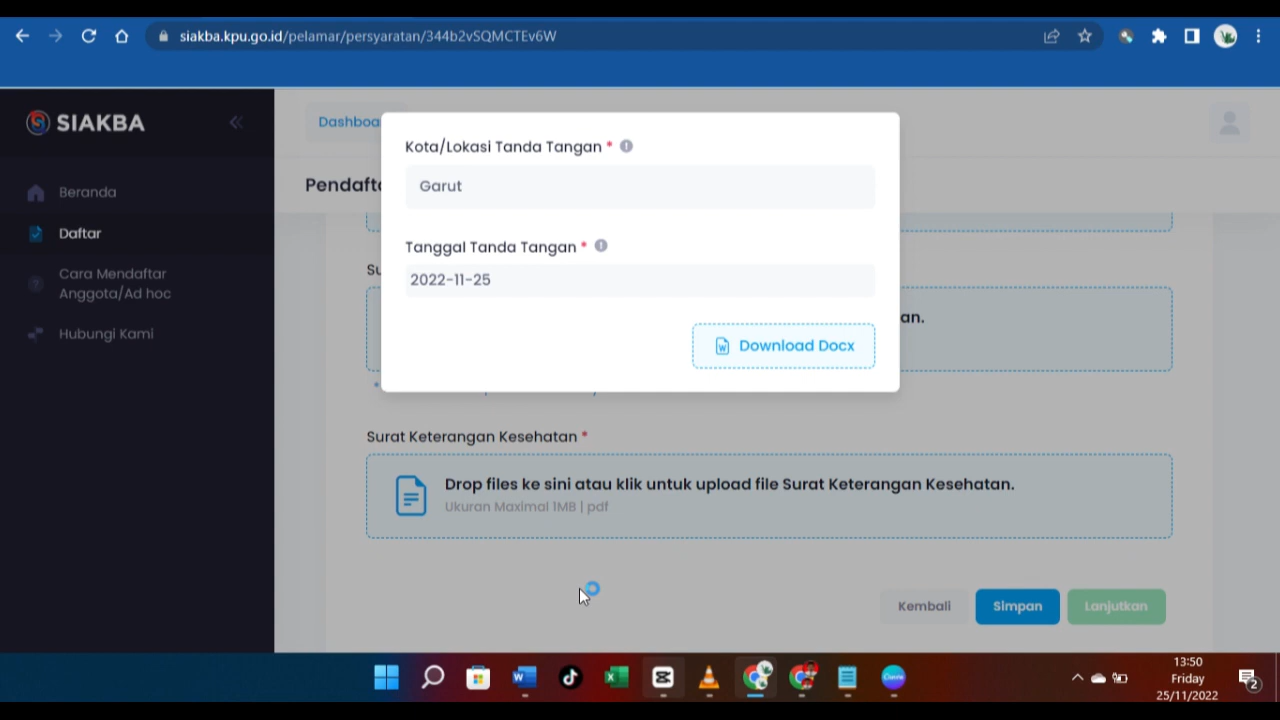 siakba.kpu.go.id/pelamar/persyaratan/344b2vSQMCTEv6W
SIAKBA
Beranda
Daftar
Cara Mendaftar
Anggota/Ad hoc
Hubungi Kami
Dashboa
Pendafta
Kota/Lokasi Tanda Tangan *
Garut
Tanggal Tanda Tangan *
2022-11-25
Download Docx
Su
an.
*
Surat Keterangan Kesehatan *
Drop files ke sini atau klik untuk upload file Surat Keterangan Kesehatan.
Ukuran Maximal 1MB | pdf
Kembali
Simpan
Lanjutkan
13:50
Friday
25/11/2022
2